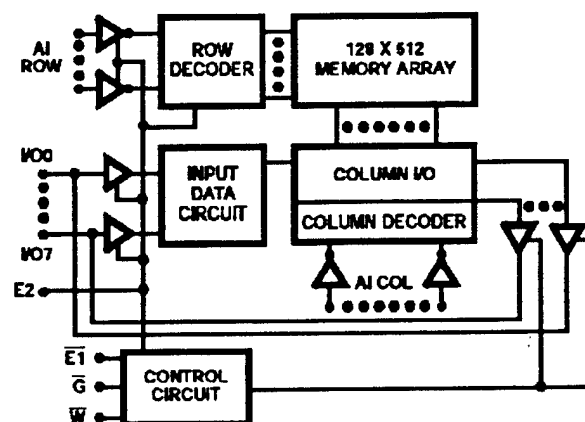 AI
ROW
ROW
DECODER
128 X 512
MEMORY ARRAY
I/O0
INPUT
DATA
CIRCUIT
COLUMN I/O
COLUMN DECODER
I/O7
AI COL
E2
E1
G
W
CONTROL
CIRCUIT